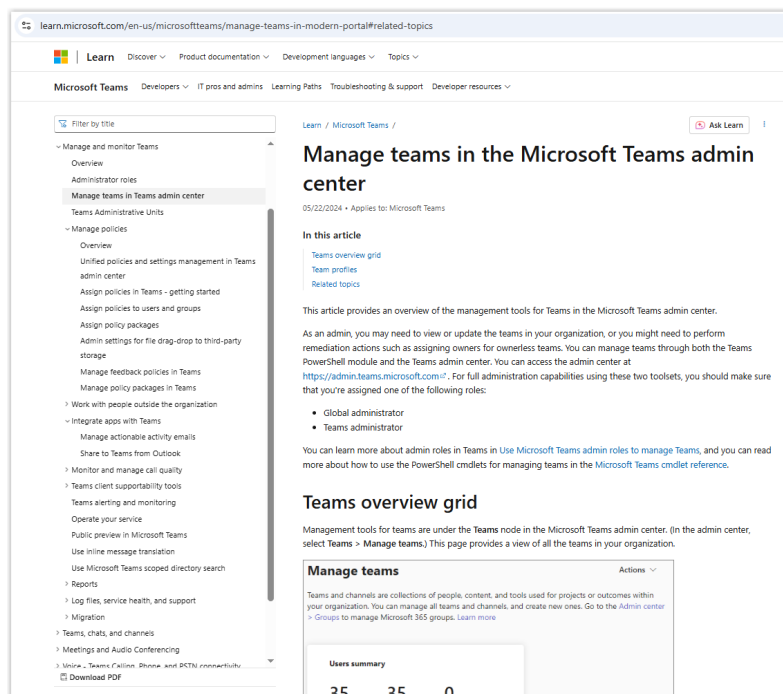 learn.microsoft.com/en-us/microsoftteams/manage-teams-in-modern-portal#related-topics
Learn Discover Product documentation Development languages Topics
Microsoft Teams Developers IT pros and admins Learning Paths Troubleshooting & support Developer resources
Filter by title
Manage and monitor Teams
Overview
Administrator roles
Manage teams in Teams admin center
Teams Administrative Units
Manage policies
Overview
Unified policies and settings management in Teams
admin center
Assign policies in Teams - getting started
Assign policies to users and groups
Assign policy packages
Admin settings for file drag-drop to third-party
storage
Manage feedback policies in Teams
Manage policy packages in Teams
Work with people outside the organization
Integrate apps with Teams
Manage actionable activity emails
Share to Teams from Outlook
Monitor and manage call quality
Teams client supportability tools
Teams alerting and monitoring
Operate your service
Public preview in Microsoft Teams
Use inline message translation
Use Microsoft Teams scoped directory search
Reports
Log files, service health, and support
Migration
Teams, chats, and channels
Meetings and Audio Conferencing
Voice - Teams Calling, Phone, and PSTN connectivity
Download PDF
Learn / Microsoft Teams /
Ask Learn
Manage teams in the Microsoft Teams admin
center
05/22/2024 • Applies to: Microsoft Teams
In this article
Teams overview grid
Team profiles
Related topics
This article provides an overview of the management tools for Teams in the Microsoft Teams admin center.
As an admin, you may need to view or update the teams in your organization, or you might need to perform
remediation actions such as assigning owners for ownerless teams. You can manage teams through both the Teams
PowerShell module and the Teams admin center. You can access the admin center at
https://admin.teams.microsoft.com. For full administration capabilities using these two toolsets, you should make sure
that you're assigned one of the following roles:
• Global administrator
• Teams administrator
You can learn more about admin roles in Teams in Use Microsoft Teams admin roles to manage Teams, and you can read
more about how to use the PowerShell cmdlets for managing teams in the Microsoft Teams cmdlet reference.
Teams overview grid
Management tools for teams are under the Teams node in the Microsoft Teams admin center. (In the admin center,
select Teams > Manage teams.) This page provides a view of all the teams in your organization.
Manage teams
Actions
Teams and channels are collections of people, content, and tools used for projects or outcomes within
your organization. You can manage all teams and channels, and create new ones. Go to the Admin center
> Groups to manage Microsoft 365 groups. Learn more
Users summary
35 35 0